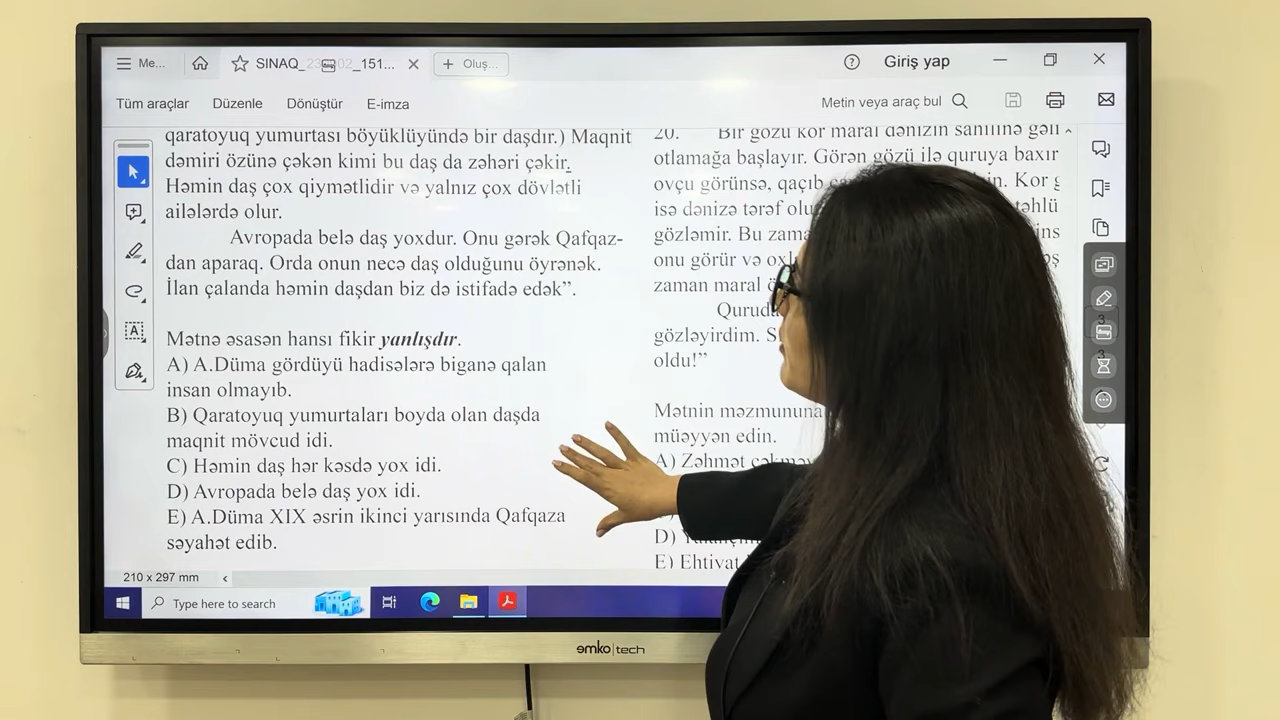 Me...
SINAQ_
_151...
Oluş...
Giriş yap
Tüm araçlar
Düzenle
Dönüştür
E-imza
Metin veya araç bul
qaratoyuq yumurtası böyüklüyündə bir daşdır.) Maqnit
dəmiri özünə çəkən kimi bu daş da zəhəri çəkir.
Həmin daş çox qiymətlidir və yalnız çox dövlətli
ailələrdə olur.
Avropada belə daş yoxdur. Onu gərək Qafqaz-
dan aparaq. Orda onun necə daş olduğunu öyrənək.
İlan çalanda həmin daşdan biz də istifadə edək”.
Mətnə əsasən hansı fikir yanlışdır.
A) A.Düma gördüyü hadisələrə biganə qalan
insan olmayıb.
B) Qaratoyuq yumurtaları boyda olan daşda
maqnit mövcud idi.
C) Həmin daş hər kəsdə yox idi.
D) Avropada belə daş yox idi.
E) A.Düma XIX əsrin ikinci yarısında Qafqaza
səyahət edib.
20. Bir gözü kor maral dənizin sahilinə gəli
otlamağa başlayır. Görən gözü ilə quruya baxır
ovçu görünsə, qaçıb
Kor
isə dənizə tərəf
təhlü
gözləmir. Bu
onu görür və
zaman maral
gözləyirdim.
oldu!”
Mətnin məzmununa
müəyyən edin.
A) Zəhmət
D)
E) Ehtiyat
210 x 297 mm
Type here to search
emko tech